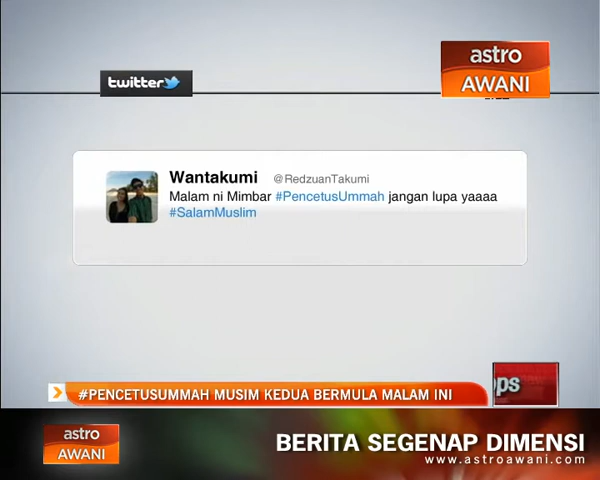 twitter
astro
AWANI
Wantakumi @RedzuanTakumi
Malam ni Mimbar #PencetusUmmah jangan lupa yaaaa
#SalamMuslim
#PENCETUSUMMAH MUSIM KEDUA BERMULA MALAM INI
ops
astro
AWANI
BERITA SEGENAP DIMENSI
www.astroawani.com